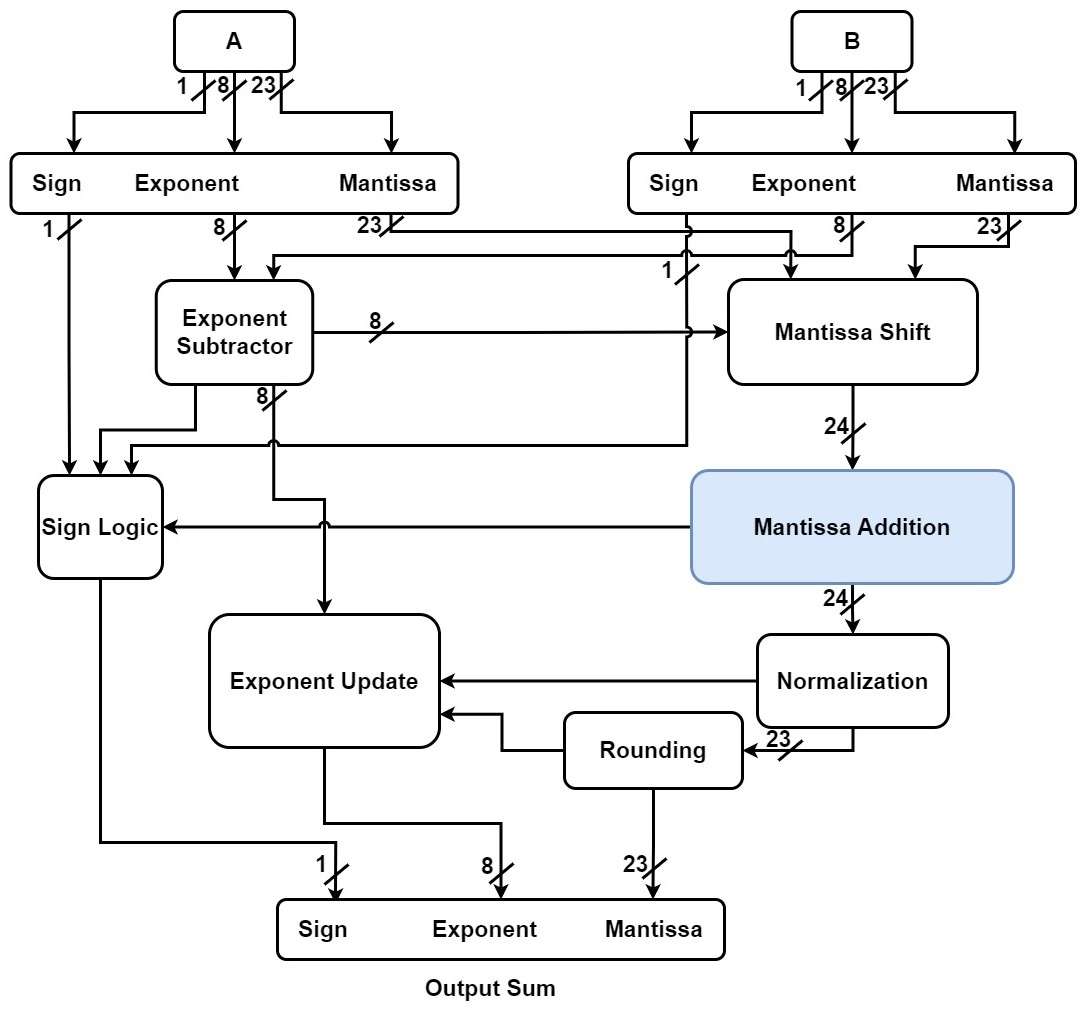 A
B
1 8 23
1 8 23
Sign Exponent Mantissa
Sign Exponent Mantissa
1 8 23
8 23
1
Exponent
Subtractor
8
Mantissa Shift
8
24
Sign Logic
Mantissa Addition
24
Exponent Update
Normalization
Rounding
23
1 8 23
Sign Exponent Mantissa
Output Sum